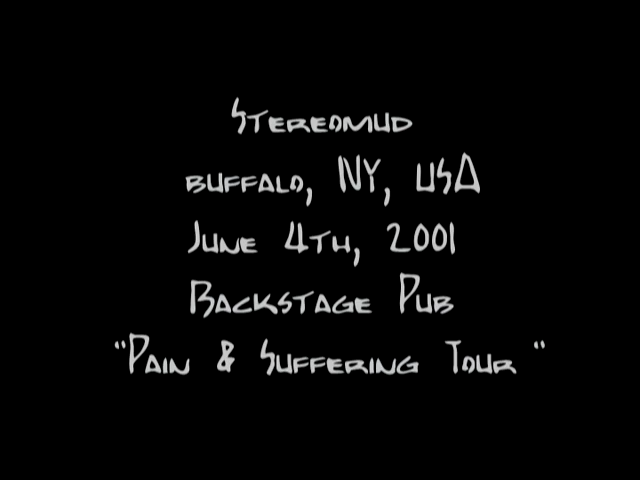 Stereomud
Buffalo, NY, USA
June 4th, 2001
Backstage Pub
"Pain & Suffering Tour "